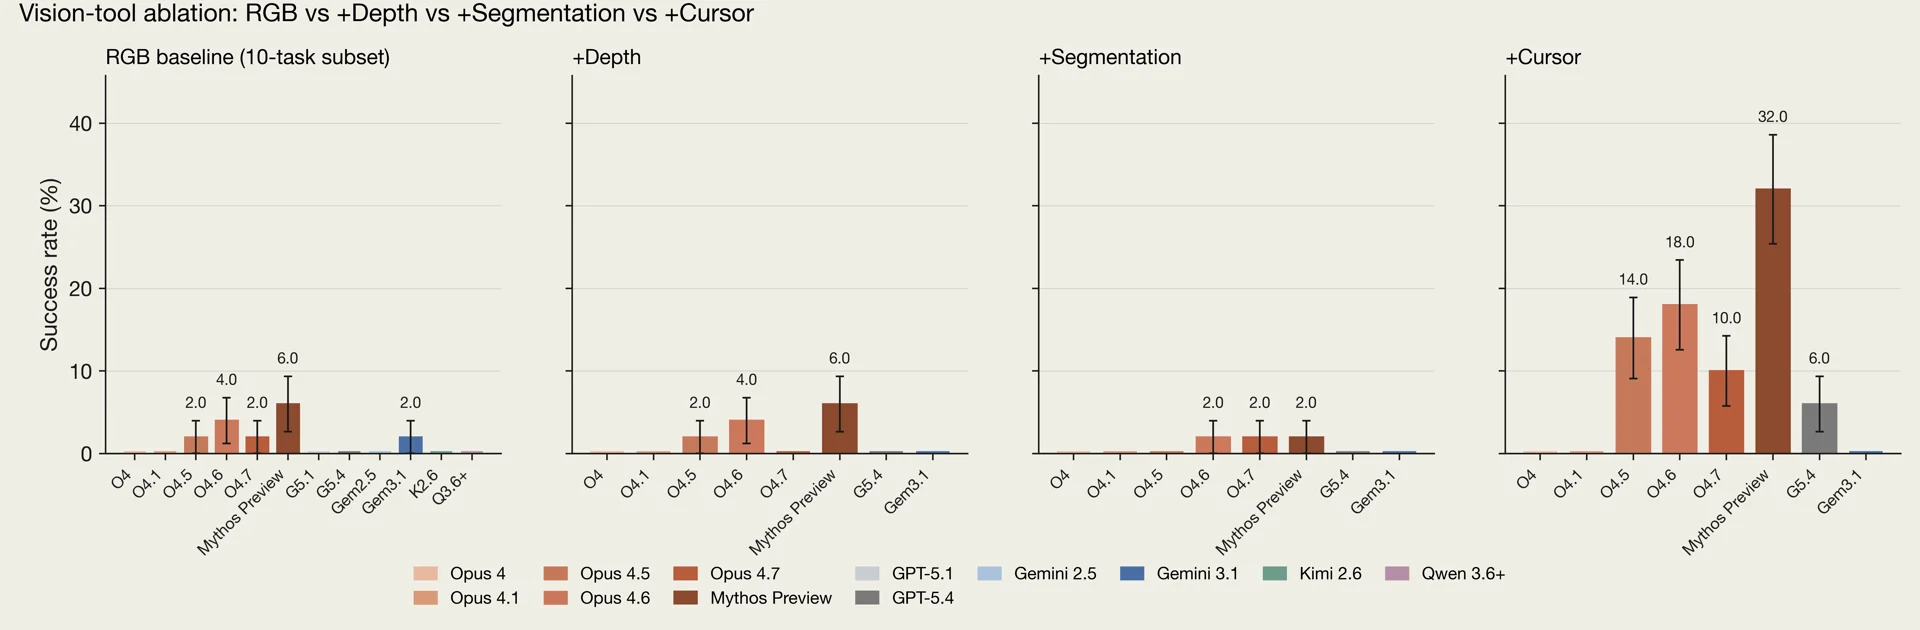 Vision-tool ablation: RGB vs +Depth vs +Segmentation vs +Cursor
RGB baseline (10-task subset)
Success rate (%)
40
30
20
10
0
2.0
4.0
2.0
6.0
2.0
O4
O4.1
O4.5
O4.6
O4.7
Mythos Preview
G5.1
G5.4
Gem2.5
Gem3.1
K2.6
Q3.6+
+Depth
2.0
4.0
6.0
O4
O4.1
O4.5
O4.6
O4.7
Mythos Preview
G5.4
Gem3.1
+Segmentation
2.0
2.0
2.0
O4
O4.1
O4.5
O4.6
O4.7
Mythos Preview
G5.4
Gem3.1
+Cursor
14.0
18.0
10.0
32.0
6.0
O4
O4.1
O4.5
O4.6
O4.7
Mythos Preview
G5.4
Gem3.1
Opus 4
Opus 4.1
Opus 4.5
Opus 4.6
Opus 4.7
Mythos Preview
GPT-5.1
GPT-5.4
Gemini 2.5
Gemini 3.1
Kimi 2.6
Qwen 3.6+